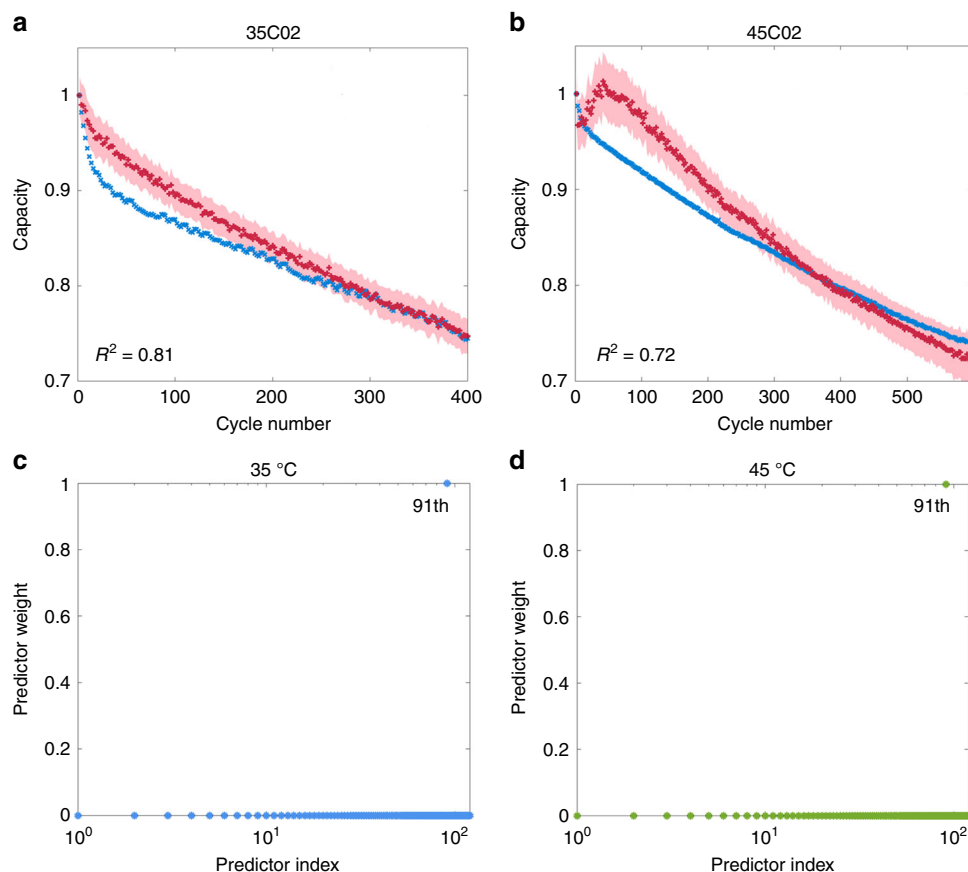 a
35C02
1
0.9
0.8
0.7
Capacity
R² = 0.81
0
100
200
300
400
Cycle number
b
45C02
1
0.9
0.8
0.7
Capacity
R² = 0.72
0
100
200
300
400
500
Cycle number
c
35 °C
1
0.8
0.6
0.4
0.2
0
Predictor weight
91th
10⁰
10¹
10²
Predictor index
d
45 °C
1
0.8
0.6
0.4
0.2
0
Predictor weight
91th
10⁰
10¹
10²
Predictor index